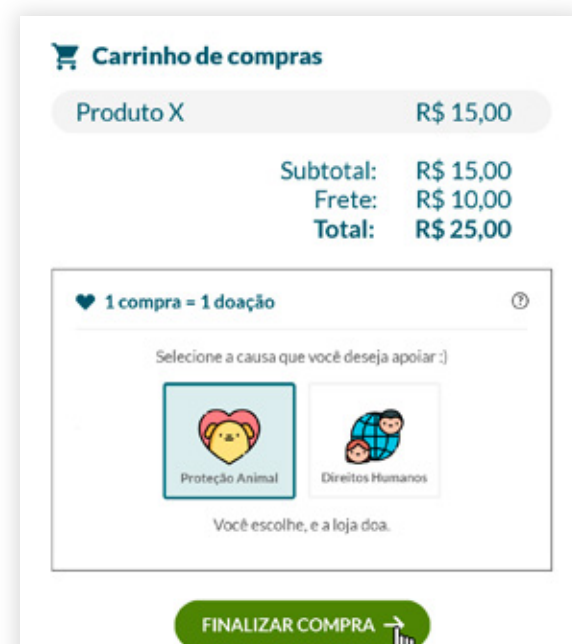 Carrinho de compras
Produto X R$ 15,00
Subtotal: R$ 15,00
Frete: R$ 10,00
Total: R$ 25,00
1 compra = 1 doação ?
Selecione a causa que você deseja apoiar :)
Proteção Animal Direitos Humanos
Você escolhe, e a loja doa.
FINALIZAR COMPRA →